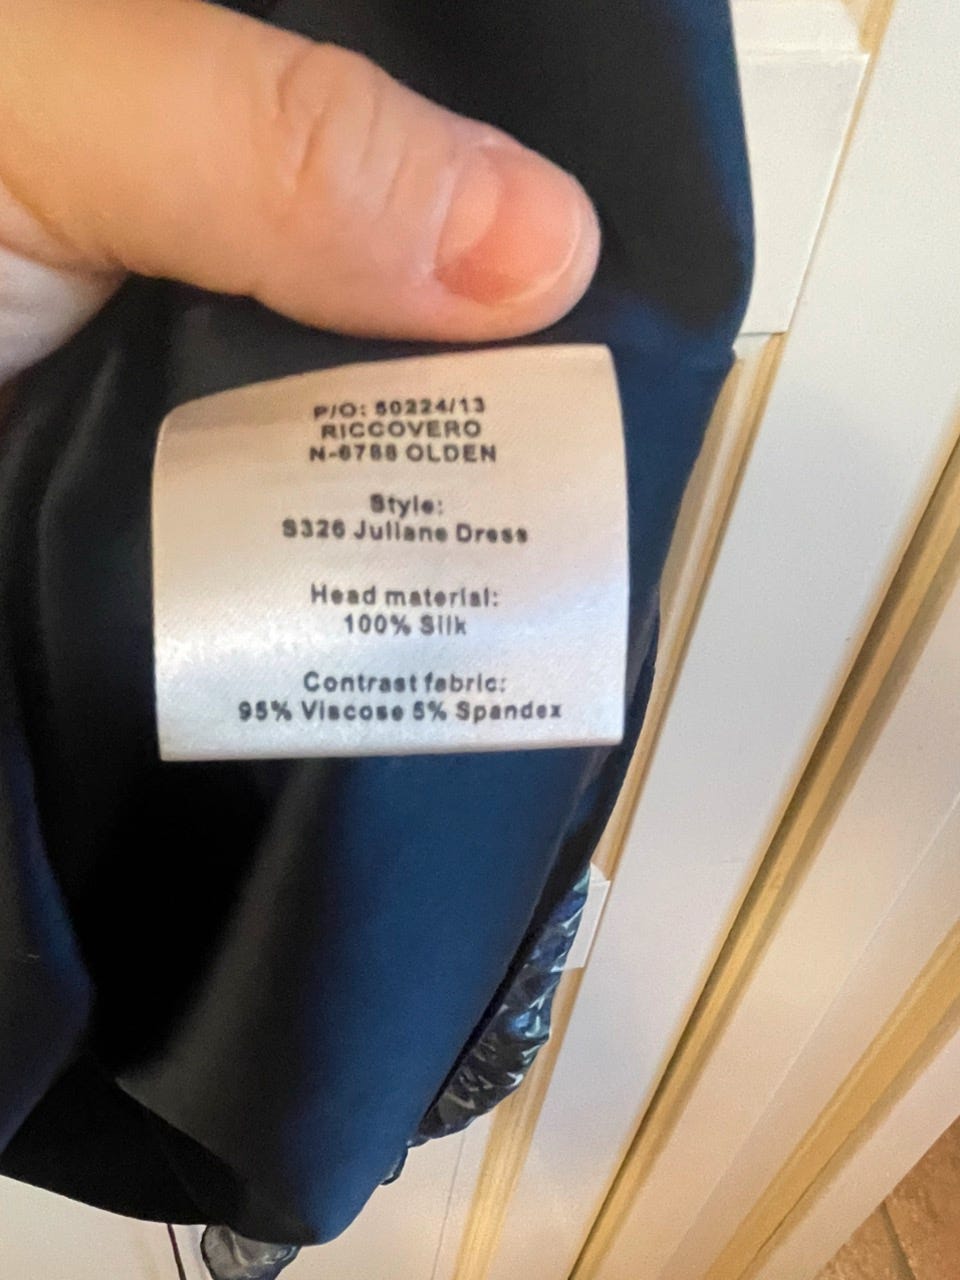 P/O: 50224/13
RICCOVERO
N-6788 OLDEN
Style:
S326 Juliane Dress
Head material:
100% Silk
Contrast fabric:
95% Viscose 5% Spandex